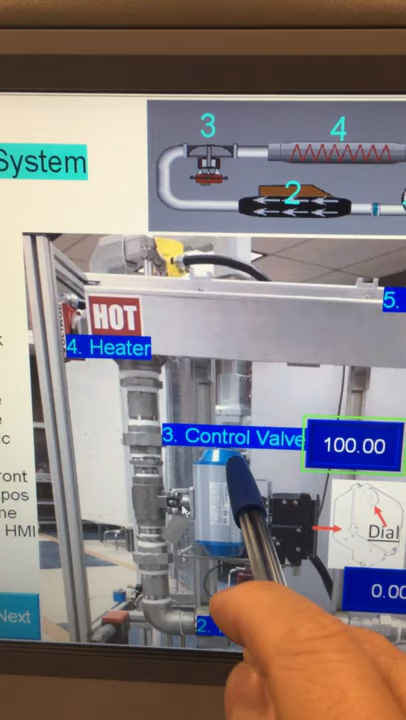 3
4
System
2
HOT
5.
4. Heater
3. Control Valve
100.00
ront
pos
HMI
Dial
0.00
Next
2.